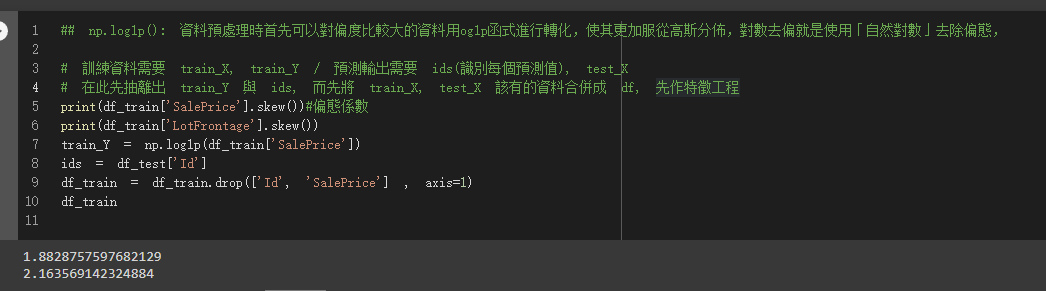 1 ## np.log1p(): 資料預處理時首先可以對偏度比較大的資料用og1p函式進行轉化，使其更加服從高斯分佈，對數去偏就是使用「自然對數」去除偏態，
2
3 # 訓練資料需要 train_X, train_Y / 預測輸出需要 ids(識別每個預測值), test_X
4 # 在此先抽離出 train_Y 與 ids, 而先將 train_X, test_X 該有的資料合併成 df, 先作特徵工程
5 print(df_train['SalePrice'].skew())#偏態係數
6 print(df_train['LotFrontage'].skew())
7 train_Y = np.log1p(df_train['SalePrice'])
8 ids = df_test['Id']
9 df_train = df_train.drop(['Id', 'SalePrice'] , axis=1)
10 df_train
11
1.8828757597682129
2.163569142324884